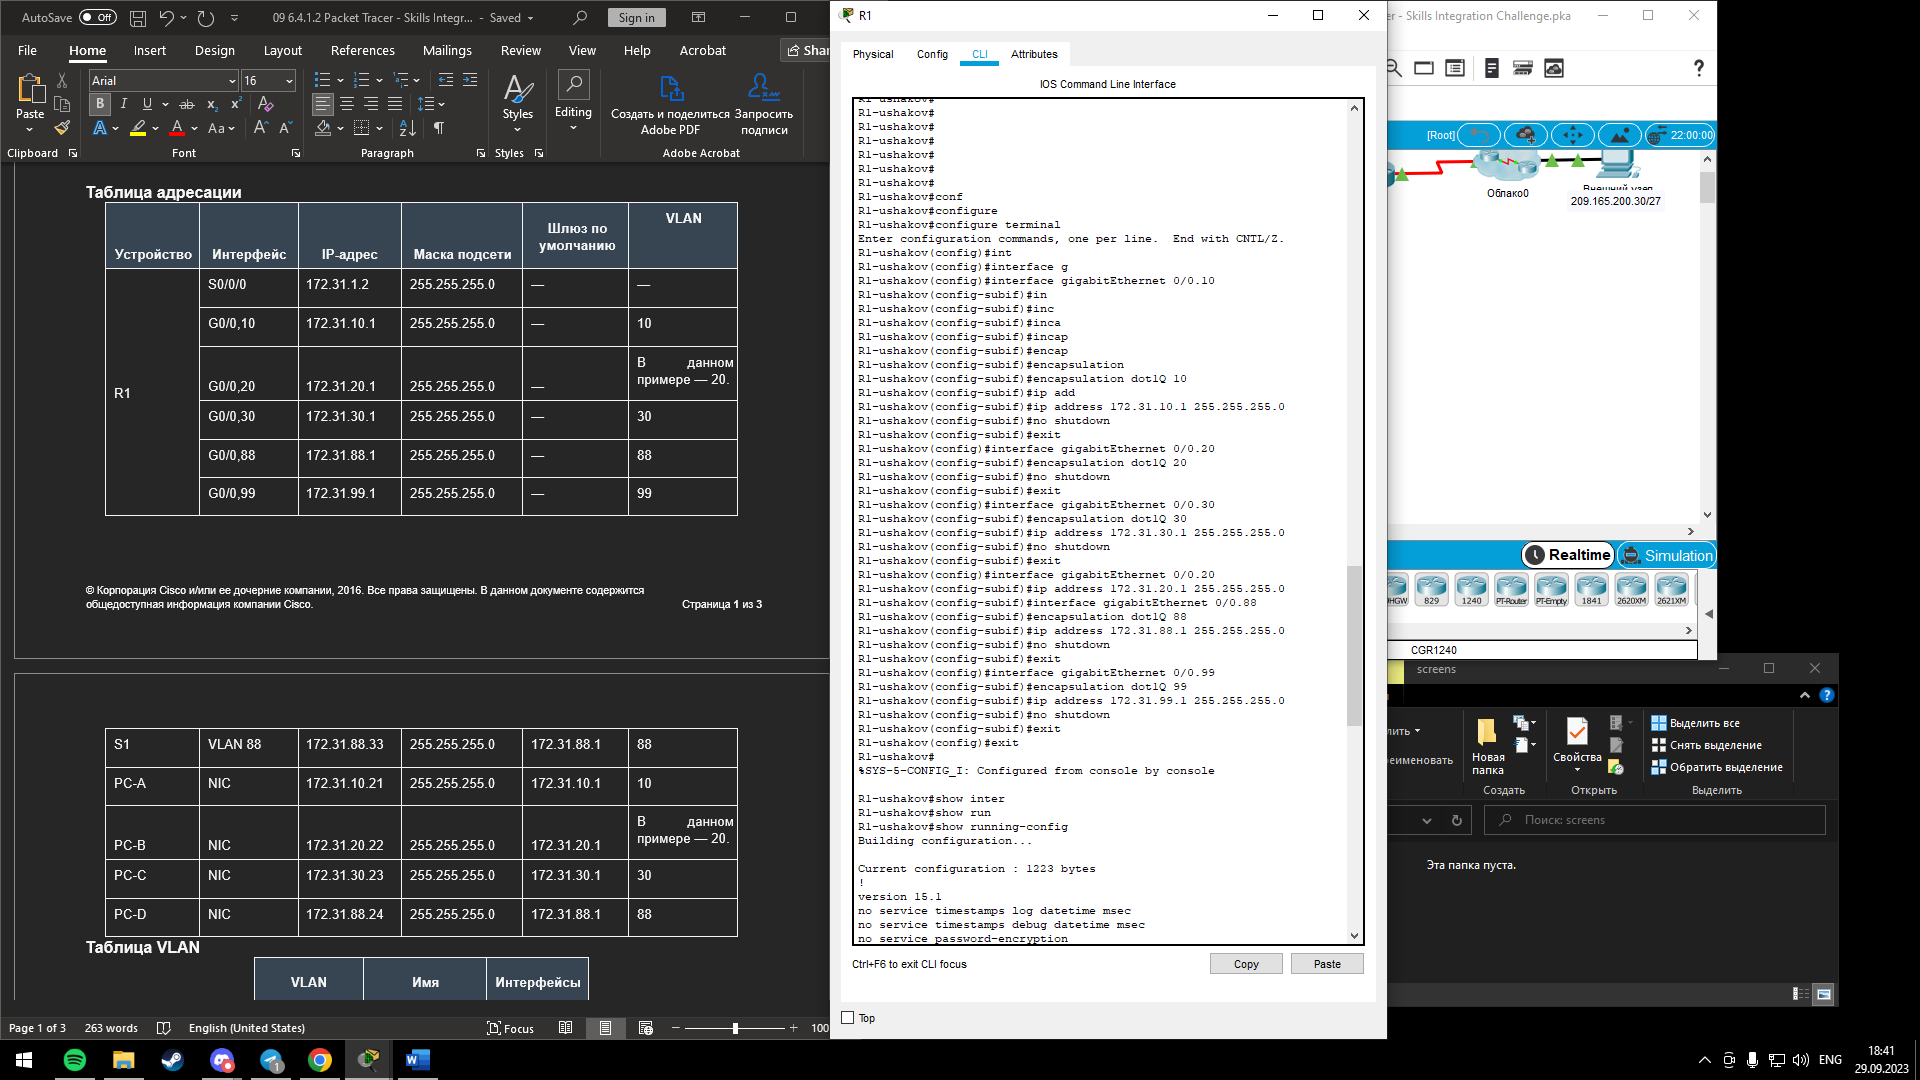 AutoSave Off
09 6.4.1.2 Packet Tracer - Skills Integr... - Saved
Sign in
File Home Insert Design Layout References Mailings Review View Help Acrobat Shar
Arial 16
Paste
Styles
Editing
Создать и поделиться Adobe PDF
Запросить подписи
Clipboard Font Paragraph Styles Adobe Acrobat
Таблица адресации
Устройство Интерфейс IP-адрес Маска подсети Шлюз по умолчанию VLAN
R1
S0/0/0 172.31.1.2 255.255.255.0 — —
G0/0,10 172.31.10.1 255.255.255.0 — 10
G0/0,20 172.31.20.1 255.255.255.0 — В данном примере — 20.
G0/0,30 172.31.30.1 255.255.255.0 — 30
G0/0,88 172.31.88.1 255.255.255.0 — 88
G0/0,99 172.31.99.1 255.255.255.0 — 99
© Корпорация Cisco и/или ее дочерние компании, 2016. Все права защищены. В данном документе содержится
общедоступная информация компании Cisco. Страница 1 из 3
S1 VLAN 88 172.31.88.33 255.255.255.0 172.31.88.1 88
PC-A NIC 172.31.10.21 255.255.255.0 172.31.10.1 10
PC-B NIC 172.31.20.22 255.255.255.0 172.31.20.1 В данном примере — 20.
PC-C NIC 172.31.30.23 255.255.255.0 172.31.30.1 30
PC-D NIC 172.31.88.24 255.255.255.0 172.31.88.1 88
Таблица VLAN
VLAN Имя Интерфейсы
Page 1 of 3 263 words English (United States) Focus 100
R1
Physical Config CLI Attributes
IOS Command Line Interface
R1-ushakov#
R1-ushakov#
R1-ushakov#
R1-ushakov#
R1-ushakov#
R1-ushakov#
R1-ushakov#
R1-ushakov#conf
R1-ushakov#configure
R1-ushakov#configure terminal
Enter configuration commands, one per line.  End with CNTL/Z.
R1-ushakov(config)#int
R1-ushakov(config)#interface g
R1-ushakov(config)#interface gigabitEthernet 0/0.10
R1-ushakov(config-subif)#in
R1-ushakov(config-subif)#inc
R1-ushakov(config-subif)#inca
R1-ushakov(config-subif)#incap
R1-ushakov(config-subif)#encap
R1-ushakov(config-subif)#encapsulation
R1-ushakov(config-subif)#encapsulation dot1Q 10
R1-ushakov(config-subif)#ip add
R1-ushakov(config-subif)#ip address 172.31.10.1 255.255.255.0
R1-ushakov(config-subif)#no shutdown
R1-ushakov(config-subif)#exit
R1-ushakov(config)#interface gigabitEthernet 0/0.20
R1-ushakov(config-subif)#encapsulation dot1Q 20
R1-ushakov(config-subif)#no shutdown
R1-ushakov(config-subif)#exit
R1-ushakov(config)#interface gigabitEthernet 0/0.30
R1-ushakov(config-subif)#encapsulation dot1Q 30
R1-ushakov(config-subif)#ip address 172.31.30.1 255.255.255.0
R1-ushakov(config-subif)#no shutdown
R1-ushakov(config-subif)#exit
R1-ushakov(config)#interface gigabitEthernet 0/0.20
R1-ushakov(config-subif)#ip address 172.31.20.1 255.255.255.0
R1-ushakov(config-subif)#interface gigabitEthernet 0/0.88
R1-ushakov(config-subif)#encapsulation dot1Q 88
R1-ushakov(config-subif)#ip address 172.31.88.1 255.255.255.0
R1-ushakov(config-subif)#no shutdown
R1-ushakov(config-subif)#exit
R1-ushakov(config)#interface gigabitEthernet 0/0.99
R1-ushakov(config-subif)#encapsulation dot1Q 99
R1-ushakov(config-subif)#ip address 172.31.99.1 255.255.255.0
R1-ushakov(config-subif)#no shutdown
R1-ushakov(config-subif)#exit
R1-ushakov(config)#exit
R1-ushakov#
%SYS-5-CONFIG_I: Configured from console by console
R1-ushakov#show inter
R1-ushakov#show run
R1-ushakov#show running-config
Building configuration...
Current configuration : 1223 bytes
!
version 15.1
no service timestamps log datetime msec
no service timestamps debug datetime msec
no service password-encryption
Ctrl+F6 to exit CLI focus Copy Paste
Top
er - Skills Integration Challenge.pka
[Root] 22:00:00
Облако0
Внешний узел
209.165.200.30/27
Realtime Simulation
HGW 829 1240 PT-Router PT-Empty 1841 2620XM 2621XM
CGR1240
screens
лить
реименовать
Новая папка
Создать
Свойства
Открыть
Выделить все
Снять выделение
Обратить выделение
Выделить
Поиск: screens
Эта папка пуста.
1
ENG
18:41
29.09.2023